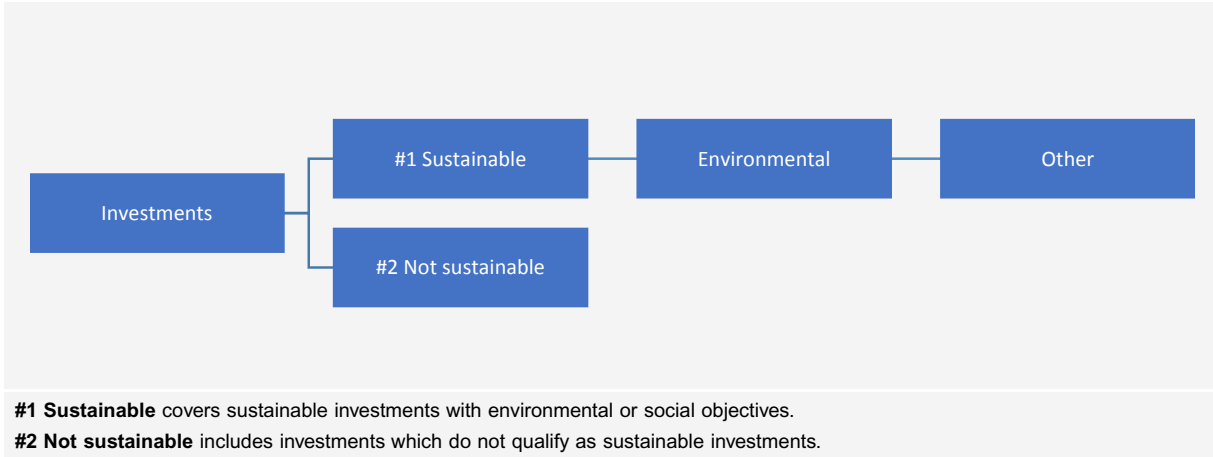 #1 Sustainable
Environmental
Other
Investments
#2 Not sustainable
#1 Sustainable covers sustainable investments with environmental or social objectives.
#2 Not sustainable includes investments which do not qualify as sustainable investments.